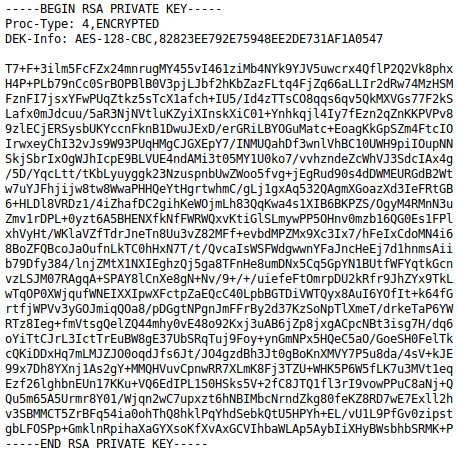 -----BEGIN RSA PRIVATE KEY-----
Proc-Type: 4,ENCRYPTED
DEK-Info: AES-128-CBC,82823EE792E75948EE2DE731AF1A0547

T7+F+3ilm5FcFZx24mnrugMY455vI461ziMb4NYk9YJV5uwcrx4QflP2Q2Vk8phx
H4P+PLb79nCc0SrBOPBlB0V3pjLJbf2hKbZazFLtq4FjZq66aLLIr2dRw74MzHSM
FznFI7jsxYFwPUqZtkz5sTcX1afch+IU5/Id4zTTsCO8qqs6qv5QkMXVGs77F2kS
Lafx0mJdcuu/5aR3NjNVtluKZyiXInskXiC01+Ynhkqjl4Iy7fEzn2qZnKKPVPv8
9zlECjERSysbUKYccnFknB1DwuJExD/erGRiLBYOGuMatc+EoagKkGpSZm4FtcIO
IrwxeyChI32vJs9W93PUqHMgCJGXEpY7/INMUQahDf3wnlVhBC10UWH9piIOupNN
SkjSbrIxOgWJhIcpE9BLVUE4ndAMi3t05MY1U0ko7/vvhzndeZcWhVJ3SdcIAx4g
/5D/YqcLtt/tKbLyuyggk23NzuspnbUwZWoo5fvg+jEgRud90s4dDWMEURGdB2Wt
w7uYJFhjijw8tw8WwaPHHQeYtHgrtwhmC/gLj1gxAq532QAgmXGoazXd3IeFRtGB
6+HLDl8VRDz1/4iZhafDC2gihKeWOjmLh83QqKwa4s1XIB6BKPZS/OgyM4RMnN3u
Zmv1rDPL+0yzt6A5BHENXfkNfFWRWQxvKtiGlSLmywPP5OHnv0mzb16QG0Es1FPl
xhVyHt/WKlaVZfTdrJneTn8Uu3vZ82MFf+evbdMPZMx9Xc3Ix7/hFeIxCdoMN4i6
8BoZFQBcoJaOufnLkTC0hHxN7T/t/QvcaIsWSFWdgwwnYFaJncHeEj7d1hnmsAii
b79Dfy384/lnjZMtX1NXIEghzQj5ga8TFnHe8umDNx5Cq5GpYN1BUtfWFYqtkGcn
vzLSJM07RAgqA+SPAY8lCnXe8gN+Nv/9+/+/uiefeFtOmrpDU2kRfr9JhZYx9TkL
wTqOP0XWjqufWNEIXXIpwXFctpZaEQcC40LpbBGTDiVWTQyx8AuI6YOfIt+k64fG
rtfjWPVv3yGOJmiqQOa8/pDGgtNPgnJmFFrBy2d37KzSoNpTlXmeT/drkeTaP6YW
RTz8Ieg+fmVtsgQelZQ44mhy0vE48o92Kxj3uAB6jZp8jxgACpcNBt3isg7H/dq6
oYiTtCJrL3IctTrEuBW8gE37UbSRqTuj9Foy+ynGmNPx5HQeC5aO/GoeSH0FelTk
cQKiDDxHq7mLMJZJO0oqdJfs6Jt/JO4gzdBh3Jt0gBoKnXMVY7P5u8da/4sV+kJE
99x7Dh8YXnj1As2gY+MMQHVuvCpnwRR7XLmK8Fj3TZU+WHK5P6W5fLK7u3MVt1eq
Ezf26lghbnEUn17KKu+VQ6EdIPL150HSks5V+2fC8JTQ1fl3rI9vowPPuC8aNj+Q
Qu5m65A5Urmr8Y01/Wjqn2wC7upxzt6hNBIMbcNrndZkg80feKZ8RD7wE7Exll2h
v3SBMMCT5ZrBFq54ia0ohThQ8hklPqYhdSebkQtU5HPYh+EL/vU1L9PfGv0zipst
gbLFOSPp+GmklnRpihaXaGYXsoKfXvAxGCVIhbaWLAp5AybIiXHyBWsbhbSRMK+P
-----END RSA PRIVATE KEY-----